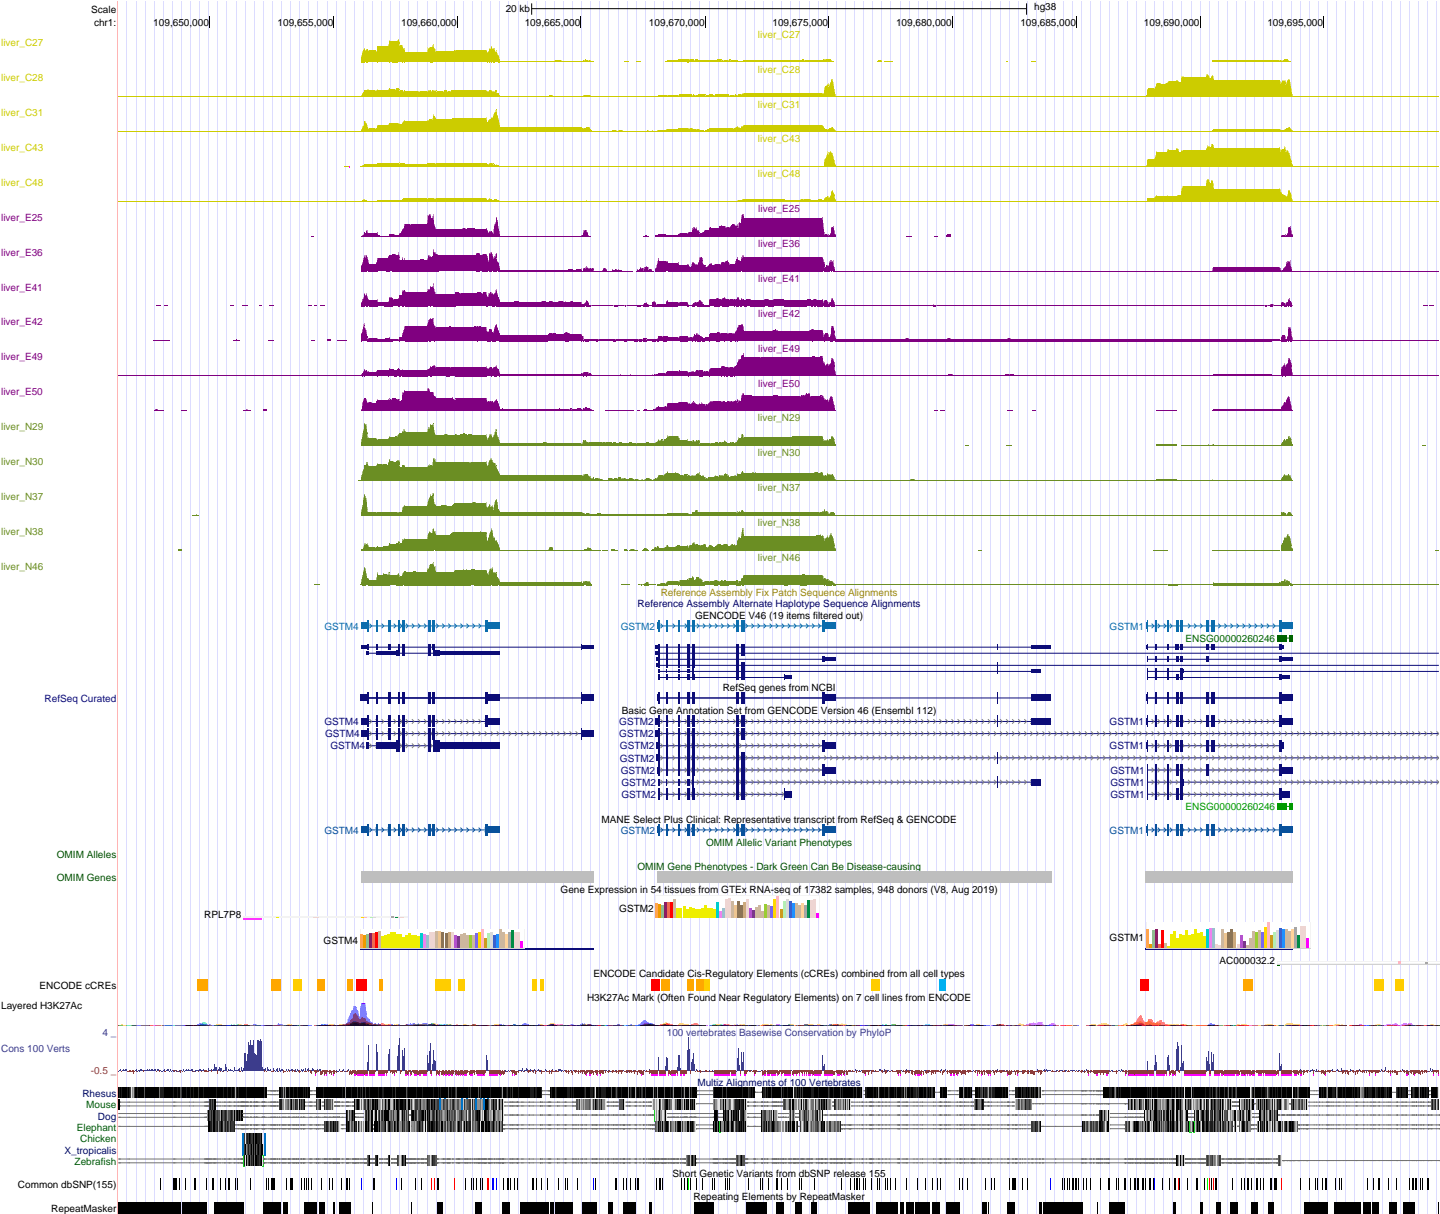 Scale 20 kb hg38
chr1: 109,650,000 109,655,000 109,660,000 109,665,000 109,670,000 109,675,000 109,680,000 109,685,000 109,690,000 109,695,000
liver_C27 liver_C27
liver_C28 liver_C28
liver_C31 liver_C31
liver_C43 liver_C43
liver_C48 liver_C48
liver_E25 liver_E25
liver_E36 liver_E36
liver_E41 liver_E41
liver_E42 liver_E42
liver_E49 liver_E49
liver_E50 liver_E50
liver_N29 liver_N29
liver_N30 liver_N30
liver_N37 liver_N37
liver_N38 liver_N38
liver_N46 liver_N46
Reference Assembly Fix Patch Sequence Alignments
Reference Assembly Alternate Haplotype Sequence Alignments
GENCODE V46 (19 items filtered out)
GSTM4 GSTM2 GSTM1
ENSG00000260246
RefSeq genes from NCBI
RefSeq Curated
Basic Gene Annotation Set from GENCODE Version 46 (Ensembl 112)
GSTM4 GSTM2 GSTM1
GSTM4 GSTM2
GSTM4 GSTM2 GSTM1
GSTM2
GSTM2 GSTM1
GSTM2 GSTM1
GSTM2 GSTM1
ENSG00000260246
MANE Select Plus Clinical: Representative transcript from RefSeq & GENCODE
GSTM4 GSTM2 GSTM1
OMIM Allelic Variant Phenotypes
OMIM Alleles
OMIM Gene Phenotypes - Dark Green Can Be Disease-causing
OMIM Genes
Gene Expression in 54 tissues from GTEx RNA-seq of 17382 samples, 948 donors (V8, Aug 2019)
GSTM2
RPL7P8
GSTM4 GSTM1
AC000032.2
ENCODE Candidate Cis-Regulatory Elements (cCREs) combined from all cell types
ENCODE cCREs
H3K27Ac Mark (Often Found Near Regulatory Elements) on 7 cell lines from ENCODE
Layered H3K27Ac
100 vertebrates Basewise Conservation by PhyloP
4
Cons 100 Verts
-0.5
Multiz Alignments of 100 Vertebrates
Rhesus
Mouse
Dog
Elephant
Chicken
X_tropicalis
Zebrafish
Short Genetic Variants from dbSNP release 155
Common dbSNP(155)
Repeating Elements by RepeatMasker
RepeatMasker